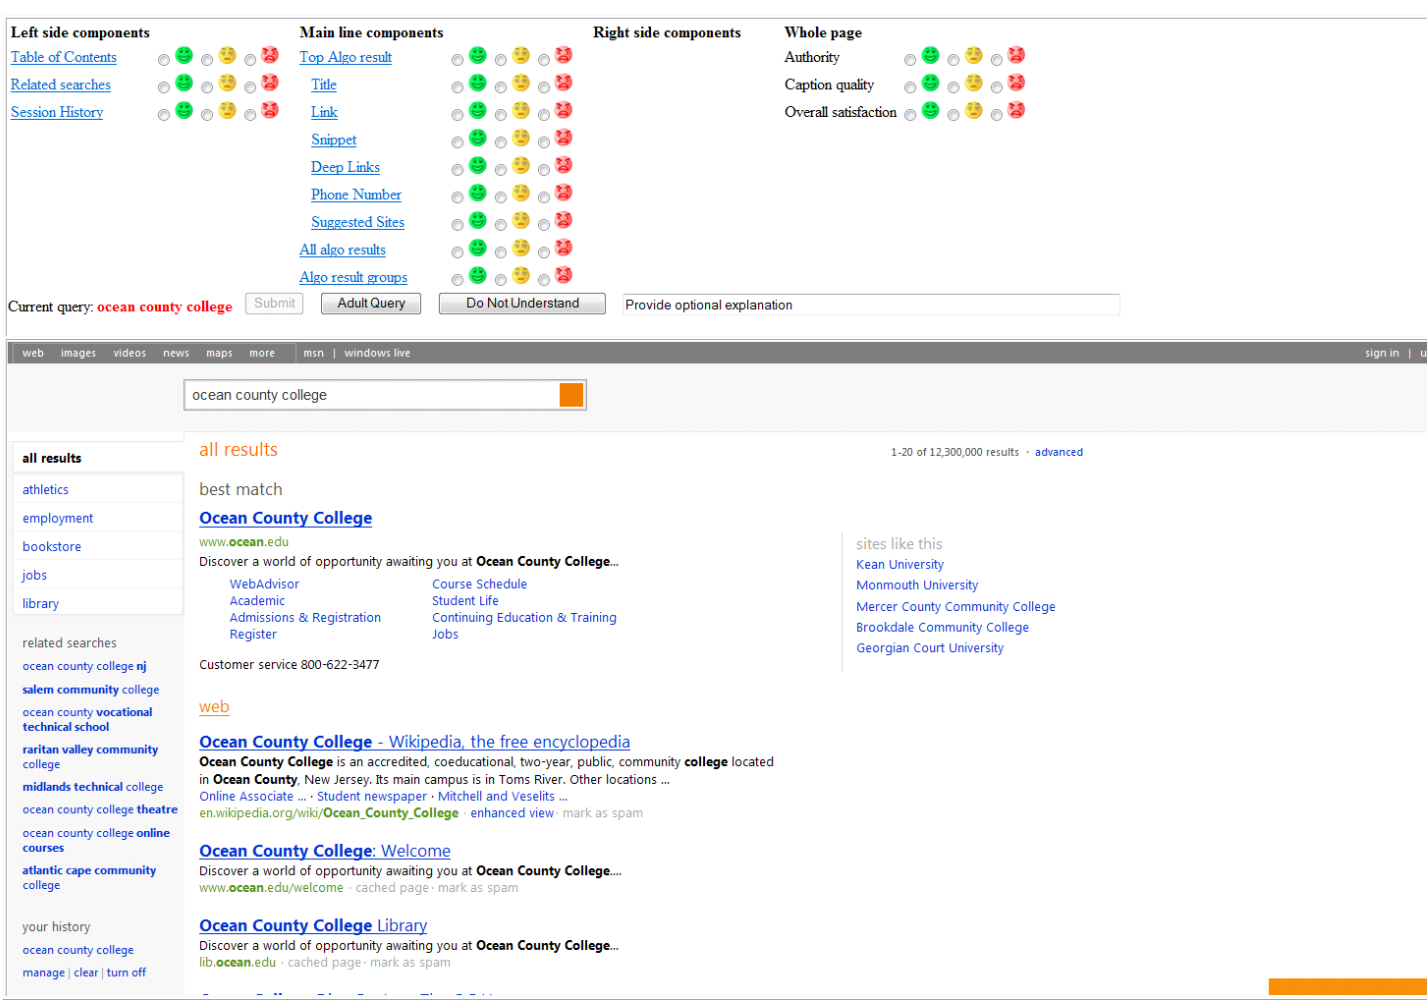 Left side components Main line components Right side components Whole page
Table of Contents Top Algo result Authority
Related searches Title Caption quality
Session History Link Overall satisfaction
Snippet
Deep Links
Phone Number
Suggested Sites
All algo results
Algo result groups
Current query: ocean county college Submit Adult Query Do Not Understand Provide optional explanation
web images videos news maps more msn | windows live sign in | u
ocean county college
all results
athletics
employment
bookstore
jobs
library
related searches
ocean county college nj
salem community college
ocean county vocational
technical school
raritan valley community
college
midlands technical college
ocean county college theatre
ocean county college online
courses
atlantic cape community
college
your history
ocean county college
manage | clear | turn off
all results 1-20 of 12,300,000 results · advanced
best match
Ocean County College
www.ocean.edu
Discover a world of opportunity awaiting you at Ocean County College...
WebAdvisor Course Schedule
Academic Student Life
Admissions & Registration Continuing Education & Training
Register Jobs
Customer service 800-622-3477
sites like this
Kean University
Monmouth University
Mercer County Community College
Brookdale Community College
Georgian Court University
web
Ocean County College - Wikipedia, the free encyclopedia
Ocean County College is an accredited, coeducational, two-year, public, community college located
in Ocean County, New Jersey. Its main campus is in Toms River. Other locations ...
Online Associate ... · Student newspaper · Mitchell and Veselits ...
en.wikipedia.org/wiki/Ocean_County_College · enhanced view · mark as spam
Ocean County College: Welcome
Discover a world of opportunity awaiting you at Ocean County College....
www.ocean.edu/welcome · cached page · mark as spam
Ocean County College Library
Discover a world of opportunity awaiting you at Ocean County College...
lib.ocean.edu · cached page · mark as spam